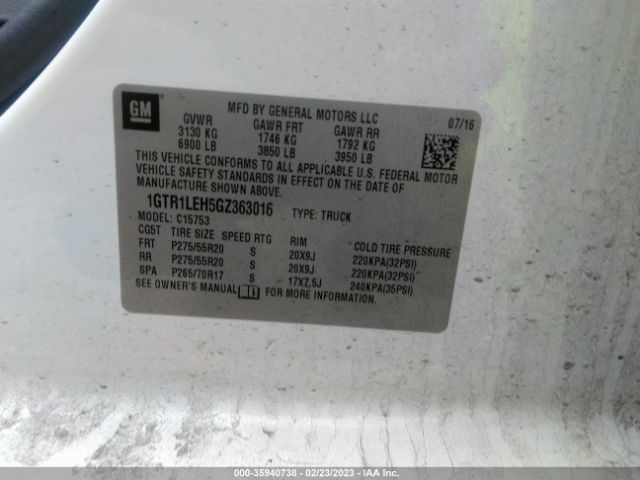 GM
MFD BY GENERAL MOTORS LLC
07/16
GVWR GAWR FRT GAWR RR
3130 KG 1746 KG 1792 KG
6900 LB 3850 LB 3950 LB
THIS VEHICLE CONFORMS TO ALL APPLICABLE U.S. FEDERAL MOTOR
VEHICLE SAFETY STANDARDS IN EFFECT ON THE DATE OF
MANUFACTURE SHOWN ABOVE.
1GTR1LEH5GZ363016 TYPE: TRUCK
MODEL: C15753
CG5T TIRE SIZE SPEED RTG RIM COLD TIRE PRESSURE
FRT P275/55R20 S 20X9J 220KPA(32PSI)
RR P275/55R20 S 20X9J 220KPA(32PSI)
SPA P265/70R17 S 17X7.5J 240KPA(35PSI)
SEE OWNER'S MANUAL FOR MORE INFORMATION.
000-35940738 - 02/23/2023 - IAA Inc.